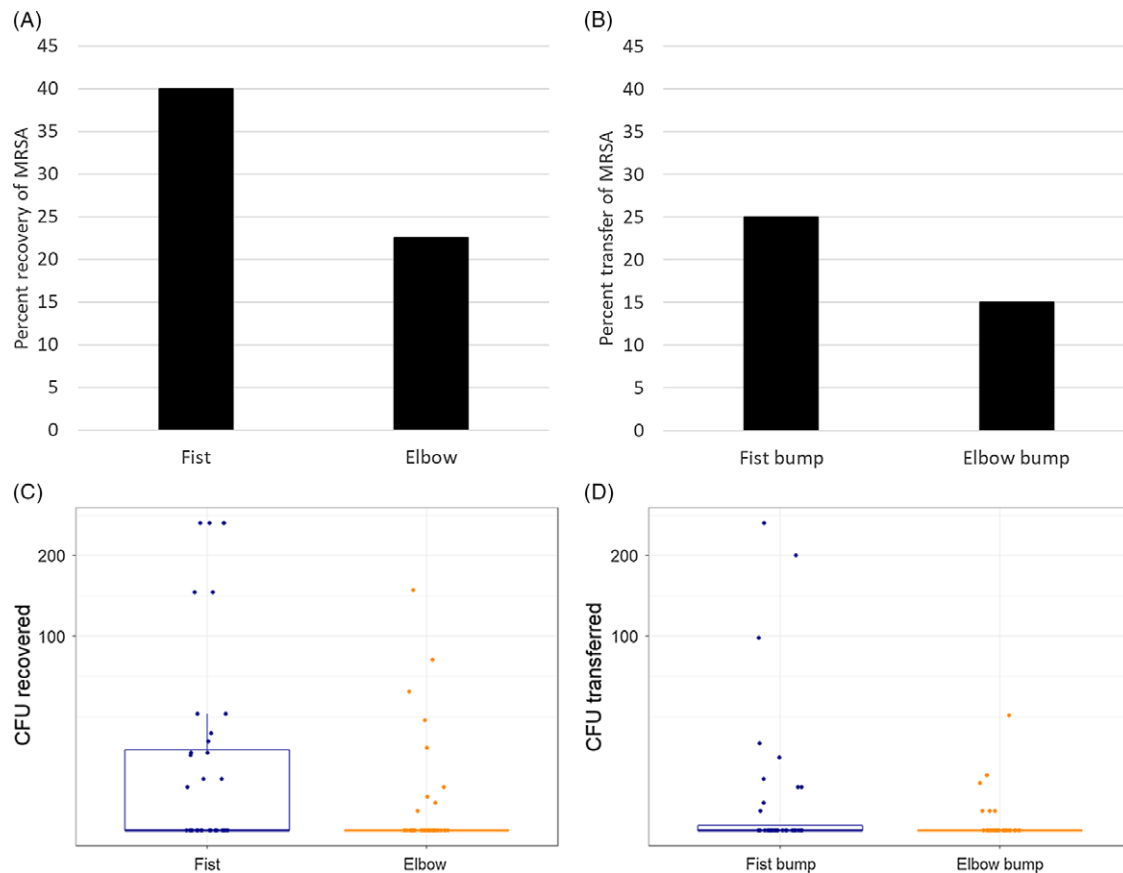 (A)
Percent recovery of MRSA
45
40
35
30
25
20
15
10
5
0
Fist
Elbow
(B)
Percent transfer of MRSA
45
40
35
30
25
20
15
10
5
0
Fist bump
Elbow bump
(C)
CFU recovered
200
100
Fist
Elbow
(D)
CFU transferred
200
100
Fist bump
Elbow bump